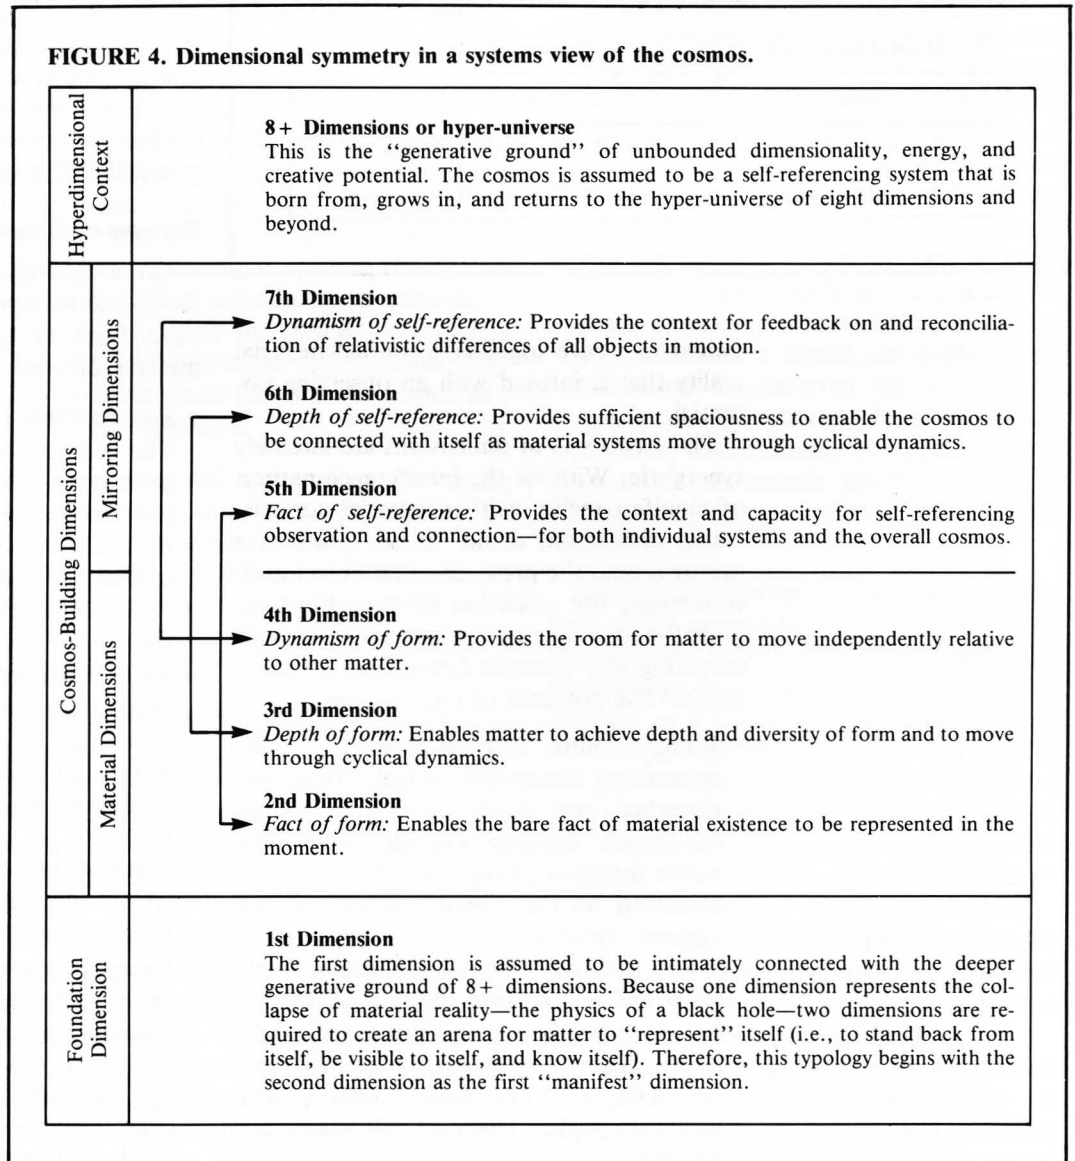 FIGURE 4. Dimensional symmetry in a systems view of the cosmos.
Hyperdimensional
Context
8+ Dimensions or hyper-universe
This is the ‘‘generative ground’’ of unbounded dimensionality, energy, and
creative potential. The cosmos is assumed to be a self-referencing system that is
born from, grows in, and returns to the hyper-universe of eight dimensions and
beyond.
Cosmos-Building Dimensions
Mirroring Dimensions
7th Dimension
Dynamism of self-reference: Provides the context for feedback on and reconcilia-
tion of relativistic differences of all objects in motion.
6th Dimension
Depth of self-reference: Provides sufficient spaciousness to enable the cosmos to
be connected with itself as material systems move through cyclical dynamics.
5th Dimension
Fact of self-reference: Provides the context and capacity for self-referencing
observation and connection—for both individual systems and the overall cosmos.
Material Dimensions
4th Dimension
Dynamism of form: Provides the room for matter to move independently relative
to other matter.
3rd Dimension
Depth of form: Enables matter to achieve depth and diversity of form and to move
through cyclical dynamics.
2nd Dimension
Fact of form: Enables the bare fact of material existence to be represented in the
moment.
Foundation
Dimension
1st Dimension
The first dimension is assumed to be intimately connected with the deeper
generative ground of 8+ dimensions. Because one dimension represents the col-
lapse of material reality—the physics of a black hole—two dimensions are re-
quired to create an arena for matter to ‘‘represent’’ itself (i.e., to stand back from
itself, be visible to itself, and know itself). Therefore, this typology begins with the
second dimension as the first ‘‘manifest’’ dimension.